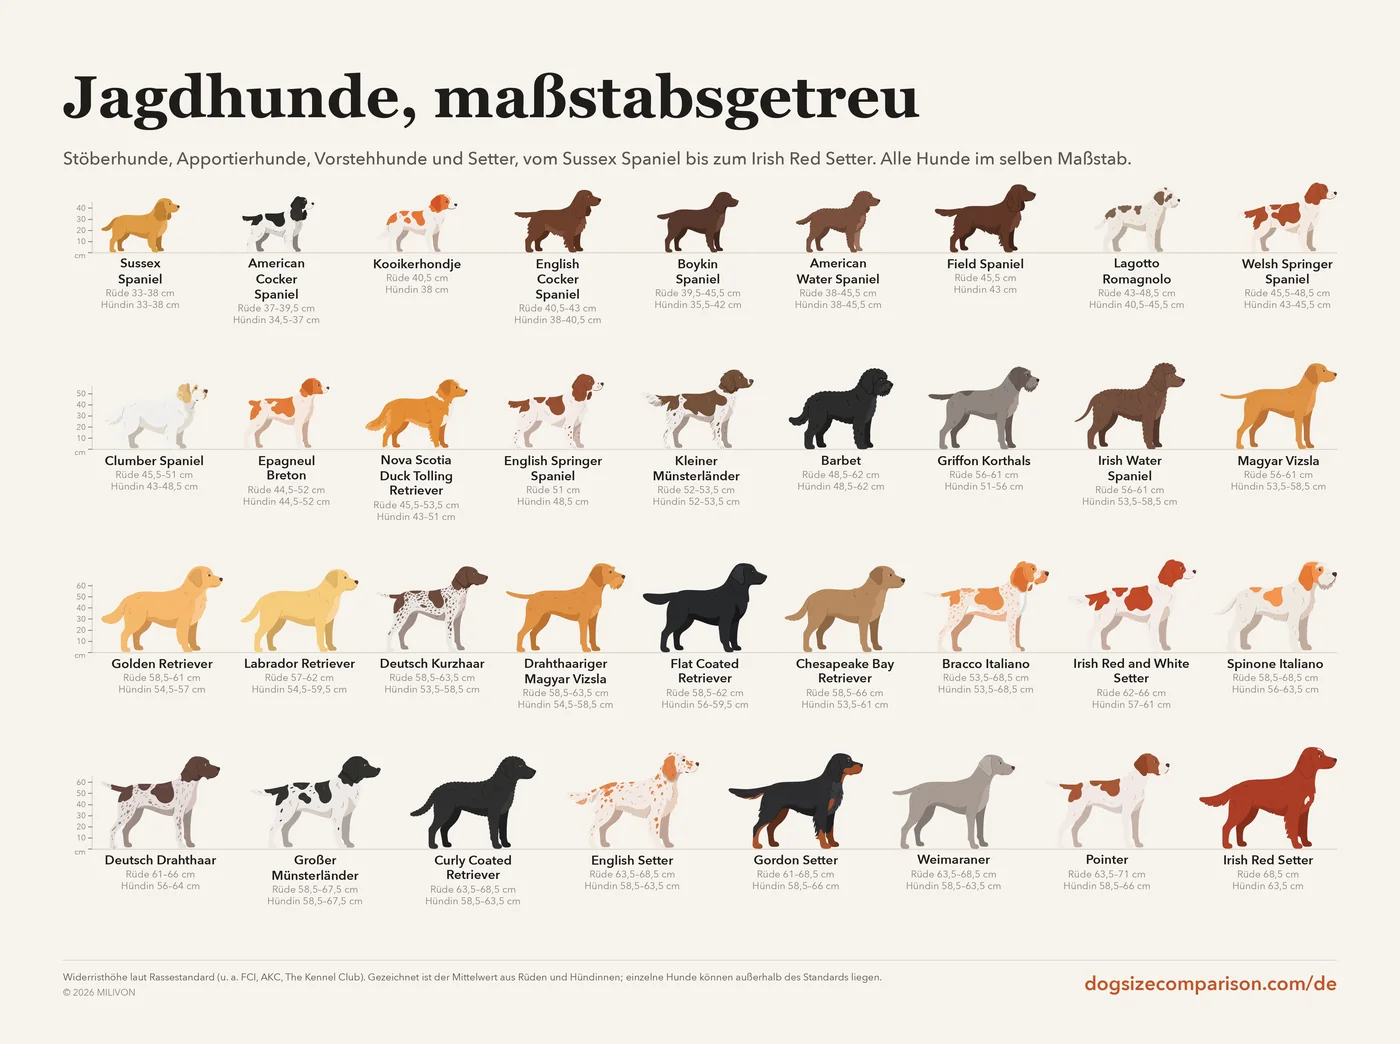 Jagdhunde, maßstabsgetreu
Stöberhunde, Apportierhunde, Vorstehhunde und Setter, vom Sussex Spaniel bis zum Irish Red Setter. Alle Hunde im selben Maßstab.
40
30
20
10
cm
Sussex
Spaniel
Rüde 33–38 cm
Hündin 33–38 cm
American
Cocker
Spaniel
Rüde 37–39,5 cm
Hündin 34,5–37 cm
Kooikerhondje
Rüde 40,5 cm
Hündin 38 cm
English
Cocker
Spaniel
Rüde 40,5–43 cm
Hündin 38–40,5 cm
Boykin
Spaniel
Rüde 39,5–45,5 cm
Hündin 35,5–42 cm
American
Water Spaniel
Rüde 38–45,5 cm
Hündin 38–45,5 cm
Field Spaniel
Rüde 45,5 cm
Hündin 43 cm
Lagotto
Romagnolo
Rüde 43–48,5 cm
Hündin 40,5–45,5 cm
Welsh Springer
Spaniel
Rüde 45,5–48,5 cm
Hündin 43–45,5 cm
50
40
30
20
10
cm
Clumber Spaniel
Rüde 45,5–51 cm
Hündin 43–48,5 cm
Epagneul
Breton
Rüde 44,5–52 cm
Hündin 44,5–52 cm
Nova Scotia
Duck Tolling
Retriever
Rüde 45,5–53,5 cm
Hündin 43–51 cm
English Springer
Spaniel
Rüde 51 cm
Hündin 48,5 cm
Kleiner
Münsterländer
Rüde 52–53,5 cm
Hündin 52–53,5 cm
Barbet
Rüde 48,5–62 cm
Hündin 48,5–62 cm
Griffon Korthals
Rüde 56–61 cm
Hündin 51–56 cm
Irish Water
Spaniel
Rüde 56–61 cm
Hündin 53,5–58,5 cm
Magyar Vizsla
Rüde 56–61 cm
Hündin 53,5–58,5 cm
60
50
40
30
20
10
cm
Golden Retriever
Rüde 58,5–61 cm
Hündin 54,5–57 cm
Labrador Retriever
Rüde 57–62 cm
Hündin 54,5–59,5 cm
Deutsch Kurzhaar
Rüde 58,5–63,5 cm
Hündin 53,5–58,5 cm
Drahthaariger
Magyar Vizsla
Rüde 58,5–63,5 cm
Hündin 54,5–58,5 cm
Flat Coated
Retriever
Rüde 58,5–62 cm
Hündin 56–59,5 cm
Chesapeake Bay
Retriever
Rüde 58,5–66 cm
Hündin 53,5–61 cm
Bracco Italiano
Rüde 53,5–68,5 cm
Hündin 53,5–68,5 cm
Irish Red and White
Setter
Rüde 62–66 cm
Hündin 57–61 cm
Spinone Italiano
Rüde 58,5–68,5 cm
Hündin 56–63,5 cm
60
50
40
30
20
10
cm
Deutsch Drahthaar
Rüde 61–66 cm
Hündin 56–64 cm
Großer
Münsterländer
Rüde 58,5–67,5 cm
Hündin 58,5–67,5 cm
Curly Coated
Retriever
Rüde 63,5–68,5 cm
Hündin 58,5–63,5 cm
English Setter
Rüde 63,5–68,5 cm
Hündin 58,5–63,5 cm
Gordon Setter
Rüde 61–68,5 cm
Hündin 58,5–66 cm
Weimaraner
Rüde 63,5–68,5 cm
Hündin 58,5–63,5 cm
Pointer
Rüde 63,5–71 cm
Hündin 58,5–66 cm
Irish Red Setter
Rüde 68,5 cm
Hündin 63,5 cm
Widerristhöhe laut Rassestandard (u. a. FCI, AKC, The Kennel Club). Gezeichnet ist der Mittelwert aus Rüden und Hündinnen; einzelne Hunde können außerhalb des Standards liegen.
© 2026 MILIVON
dogsizecomparison.com/de